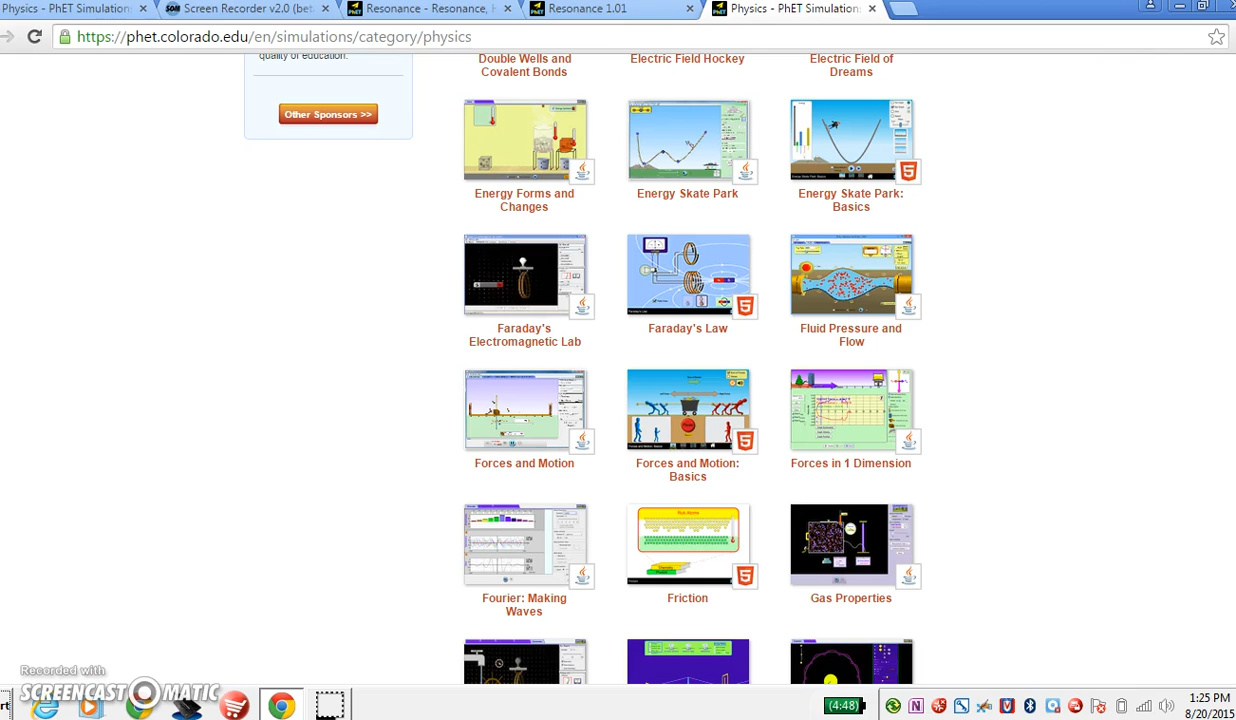 Physics - PhET Simulation
Screen Recorder v2.0 (bet
Resonance - Resonance, H
Resonance 1.01
Physics - PhET Simulation
https://phet.colorado.edu/en/simulations/category/physics
quality of education.
Other Sponsors >>
Double Wells and
Covalent Bonds
Electric Field Hockey
Electric Field of
Dreams
Energy Forms and
Changes
Energy Skate Park
Energy Skate Park:
Basics
Faraday's
Electromagnetic Lab
Faraday's Law
Fluid Pressure and
Flow
Forces and Motion
Forces and Motion:
Basics
Forces in 1 Dimension
Fourier: Making
Waves
Friction
Gas Properties
Recorded with
SCREENCAST-O-MATIC
rt
(4:48)
1:25 PM
8/20/2015